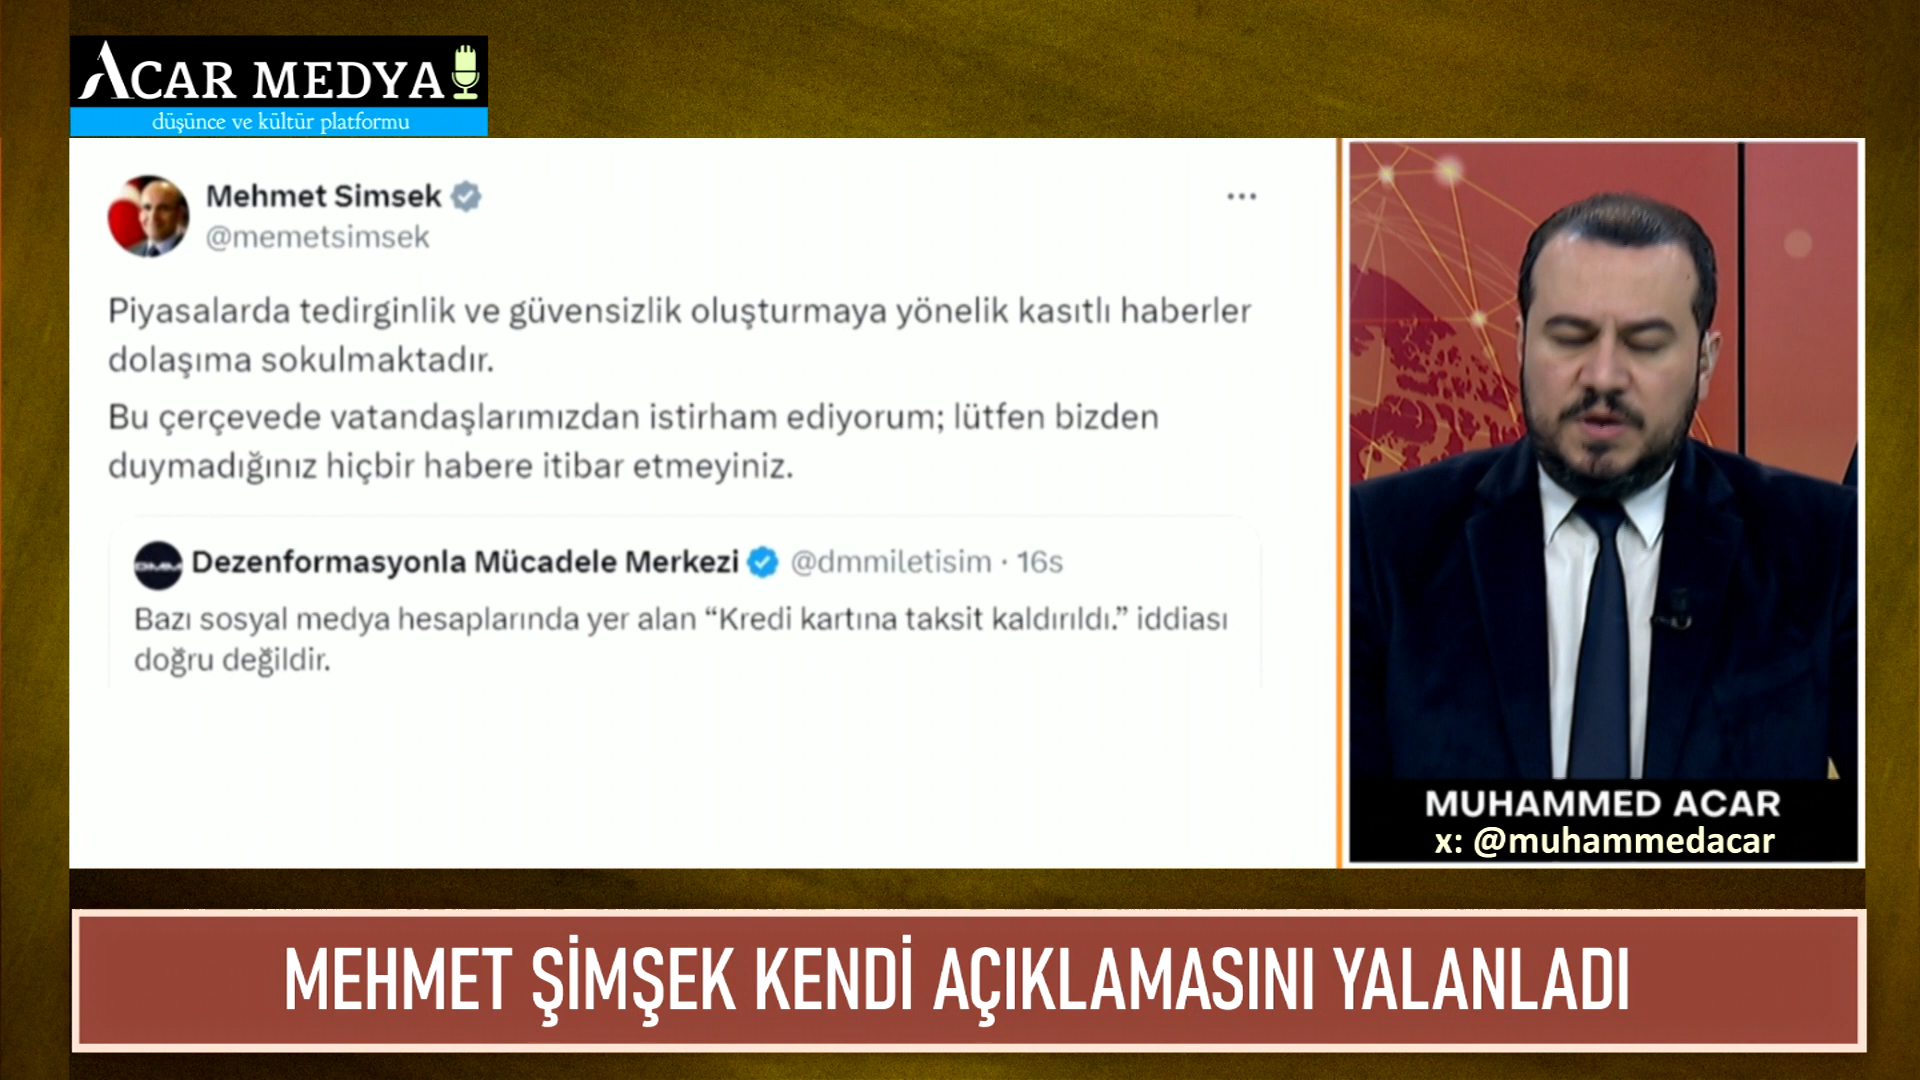 ACAR MEDYA
düşünce ve kültür platformu
Mehmet Simsek
@memetsimsek
Piyasalarda tedirginlik ve güvensizlik oluşturmaya yönelik kasıtlı haberler
dolaşıma sokulmaktadır.
Bu çerçevede vatandaşlarımızdan istirham ediyorum; lütfen bizden
duymadığınız hiçbir habere itibar etmeyiniz.
Dezenformasyonla Mücadele Merkezi @dmmiletisim · 16s
Bazı sosyal medya hesaplarında yer alan “Kredi kartına taksit kaldırıldı.” iddiası
doğru değildir.
MUHAMMED ACAR
x: @muhammedacar
MEHMET ŞİMŞEK KENDİ AÇIKLAMASINI YALANLADI